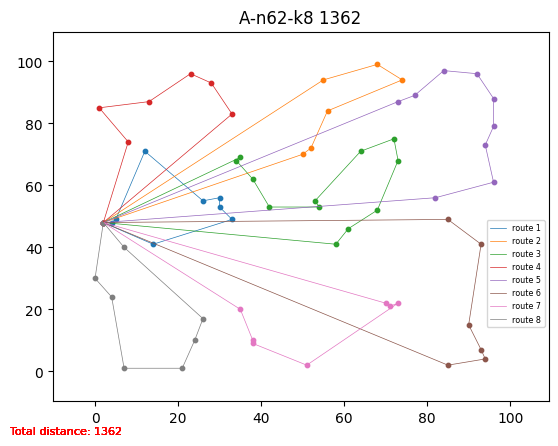 A-n62-k8 1362
100
80
60
40
20
0
route 1
route 2
route 3
route 4
route 5
route 6
route 7
route 8
0 20 40 60 80 100
Total distance: 1362